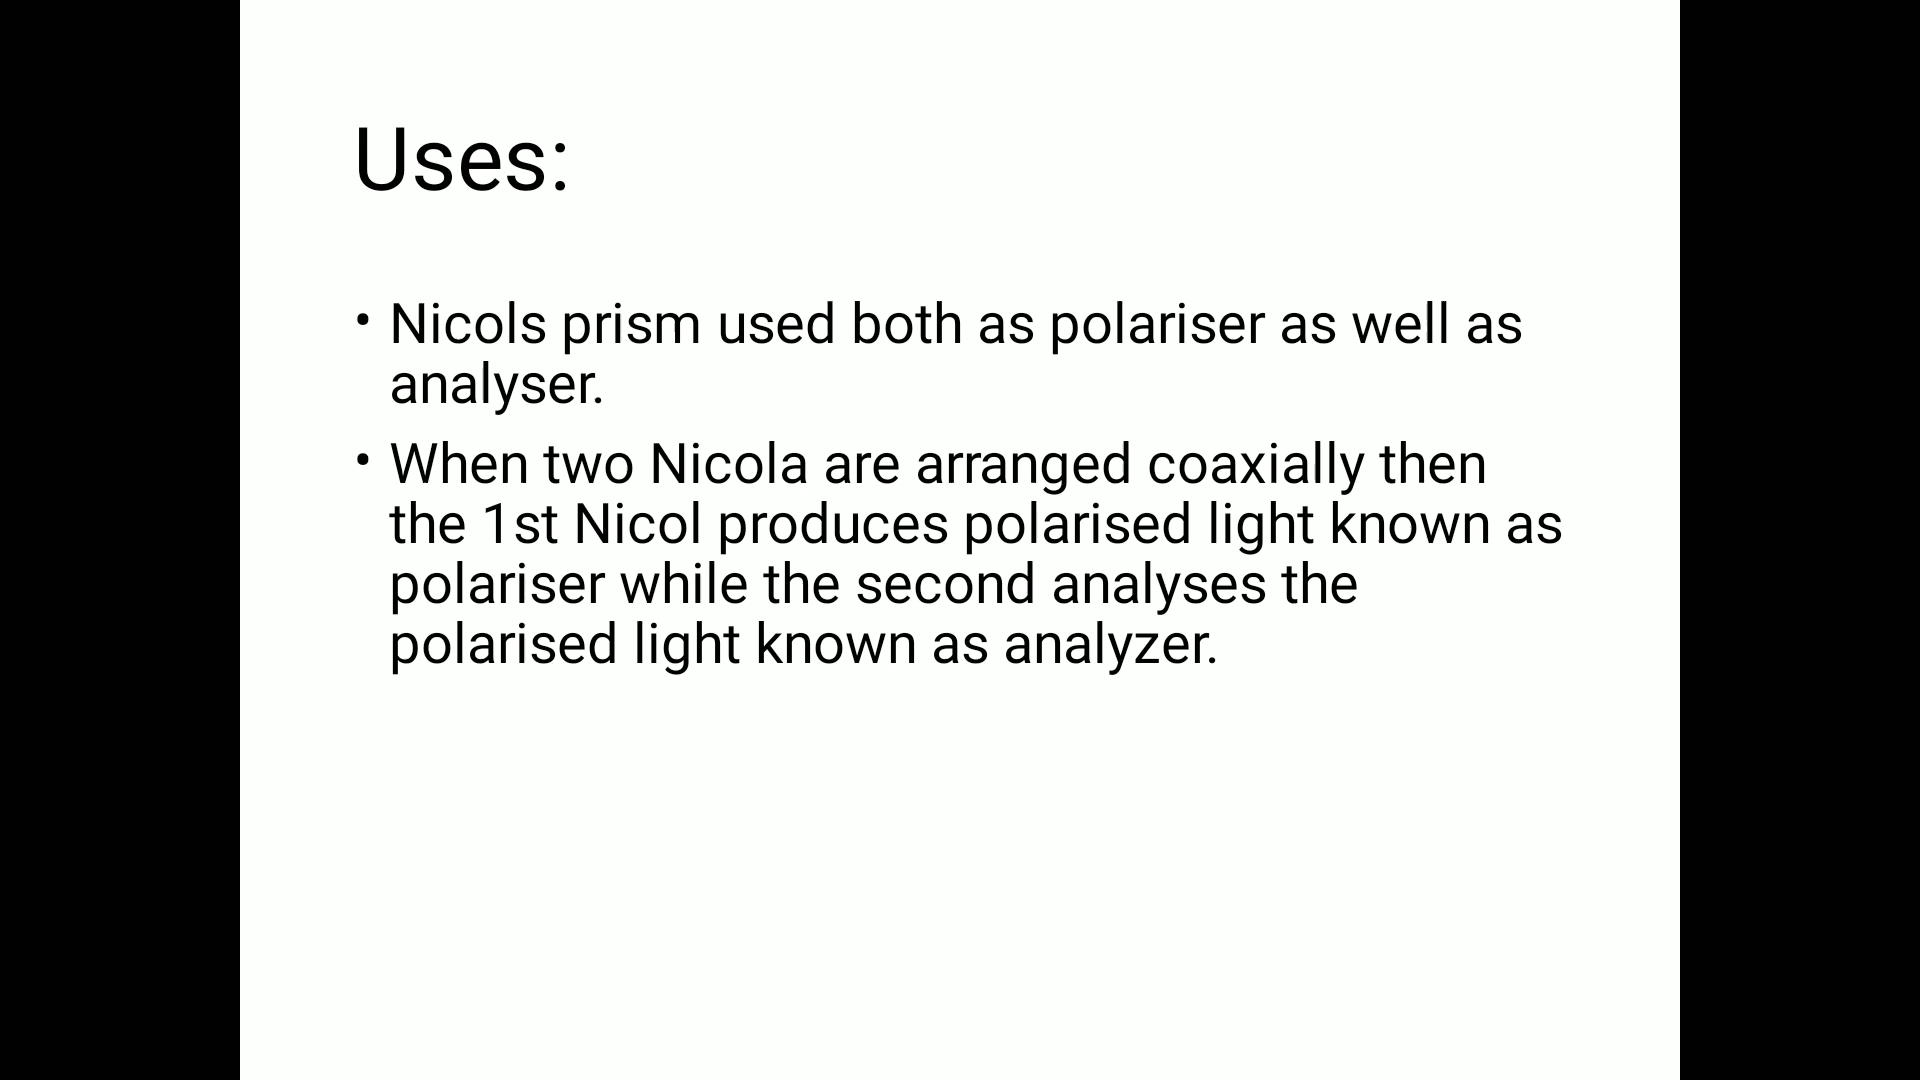 Uses:
• Nicols prism used both as polariser as well as
analyser.
• When two Nicola are arranged coaxially then
the 1st Nicol produces polarised light known as
polariser while the second analyses the
polarised light known as analyzer.